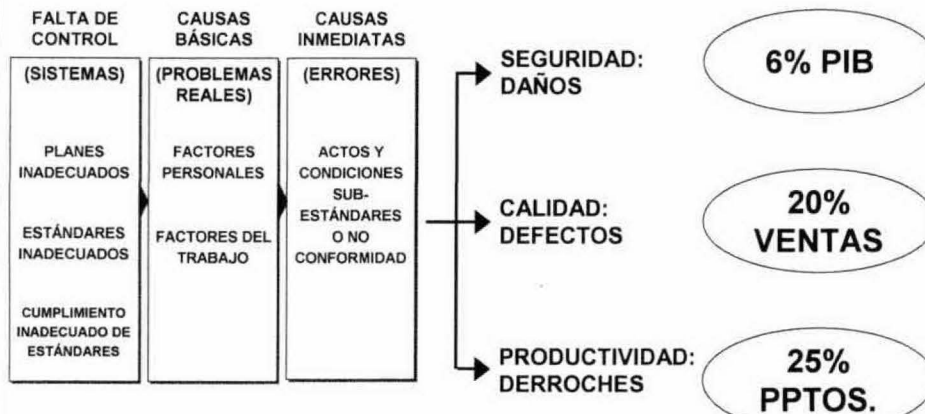 FALTA DE
CONTROL
(SISTEMAS)
PLANES
INADECUADOS
ESTÁNDARES
INADECUADOS
CUMPLIMIENTO
INADECUADO DE
ESTÁNDARES
CAUSAS
BÁSICAS
(PROBLEMAS
REALES)
FACTORES
PERSONALES
FACTORES DEL
TRABAJO
CAUSAS
INMEDIATAS
(ERRORES)
ACTOS Y
CONDICIONES
SUB-
ESTÁNDARES
O NO
CONFORMIDAD
SEGURIDAD:
DAÑOS
6% PIB
CALIDAD:
DEFECTOS
20%
VENTAS
PRODUCTIVIDAD:
DERROCHES
25%
PPTOS.